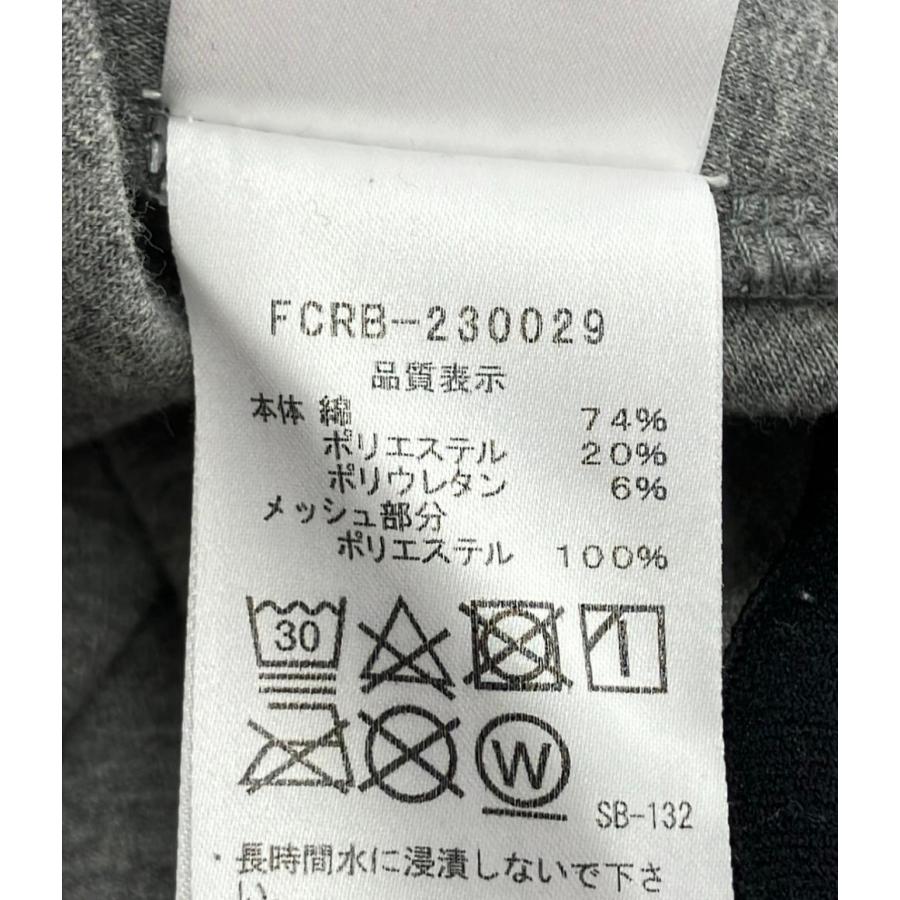 FCRB-230029
品質表示
本体 綿 74%
ポリエステル 20%
ポリウレタン 6%
メッシュ部分
ポリエステル 100%
30
W
SB-132
・長時間水に浸漬しないで下さ
い